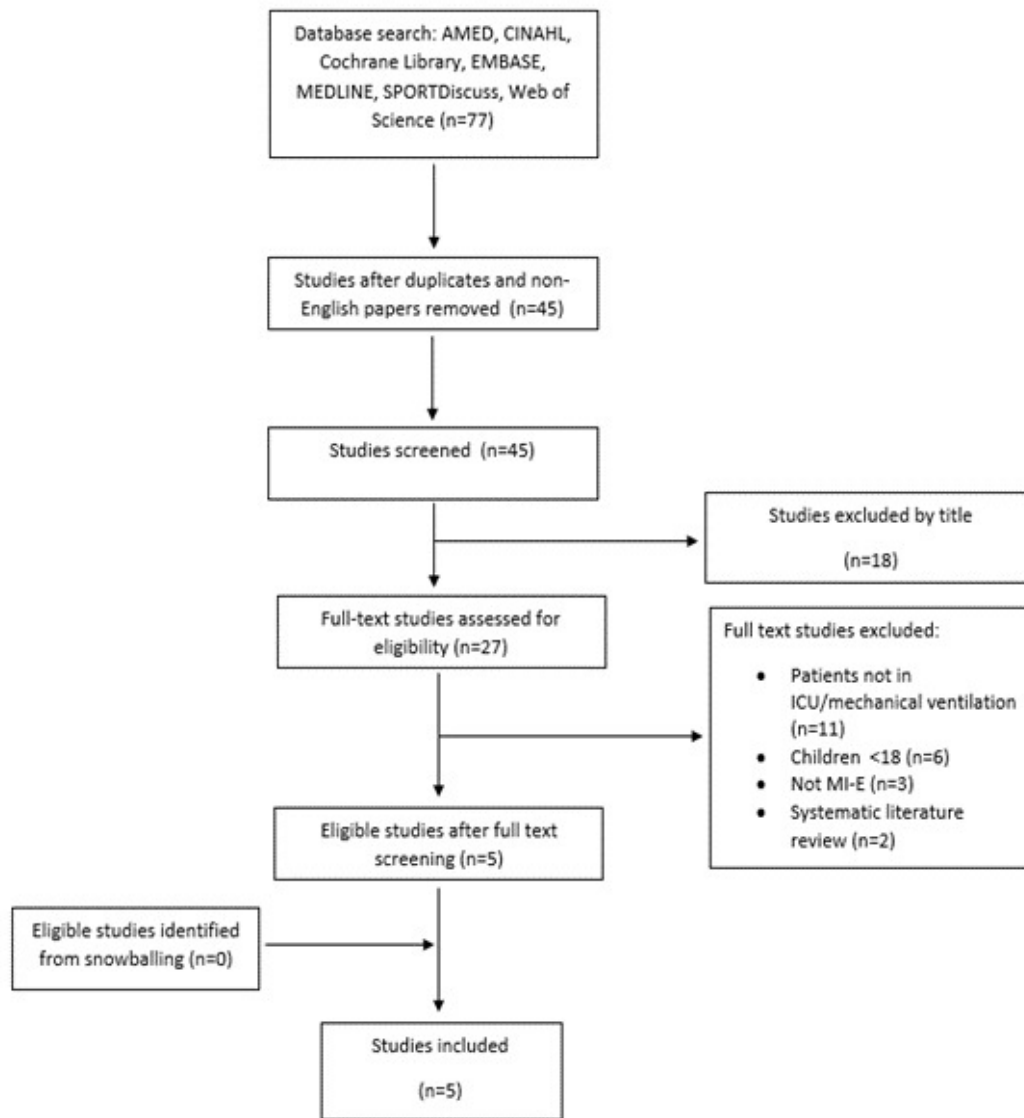 Database search: AMED, CINAHL,
Cochrane Library, EMBASE,
MEDLINE, SPORTDiscuss, Web of
Science (n=77)
Studies after duplicates and non-
English papers removed (n=45)
Studies screened (n=45)
Studies excluded by title
(n=18)
Full-text studies assessed for
eligibility (n=27)
Full text studies excluded:
• Patients not in
ICU/mechanical ventilation
(n=11)
• Children <18 (n=6)
• Not MI-E (n=3)
• Systematic literature
review (n=2)
Eligible studies after full text
screening (n=5)
Eligible studies identified
from snowballing (n=0)
Studies included
(n=5)